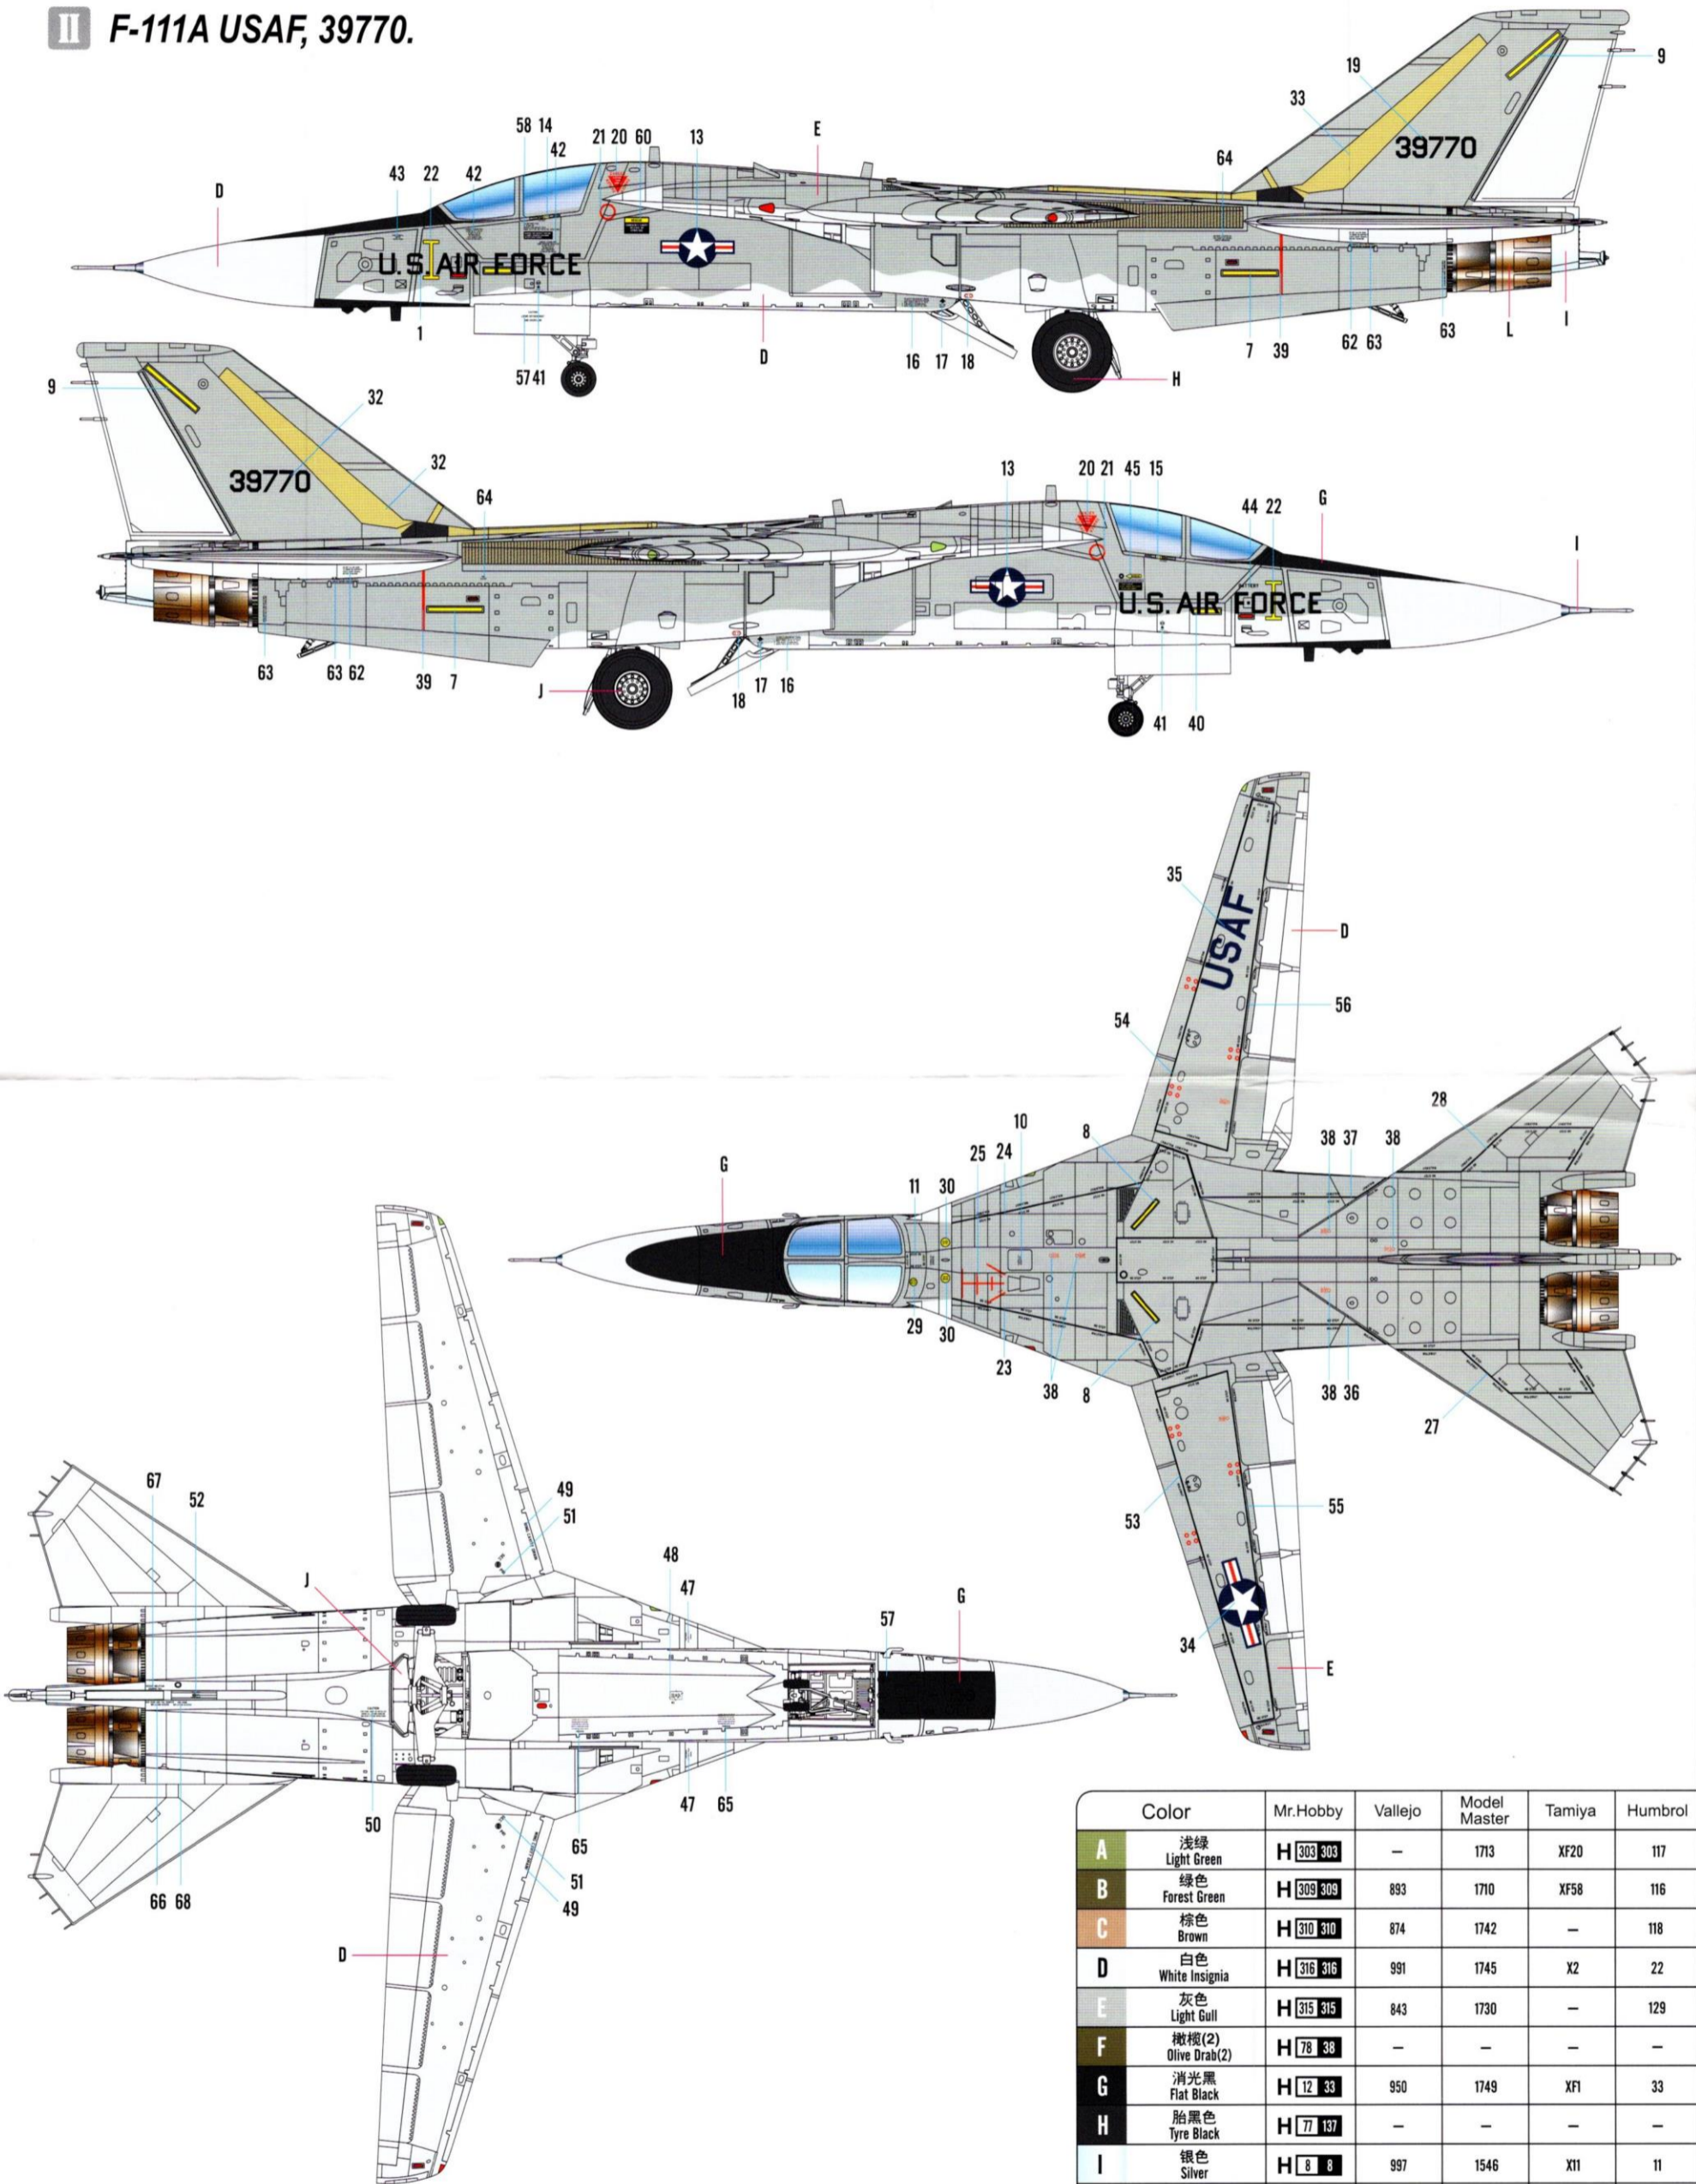 II F-111A USAF, 39770.
9
19
33
39770
58 14 42
21 20 60 13 E
64
43 22 42
D
U.S. AIR FORCE
1
57 41
D
16 17 18
H
7 39
62 63
63 L I
9
32
32
39770
64
13
20 21 45 15
44 22 G
I
U.S. AIR FORCE
63
63 62
39 7
J
18 17 16
41 40
35
USAF
D
56
54
28
10
8
25 24
38 37 38
G
11 30
29 30
23
38 8
38 36
27
53
55
34
E
67
52
49
51
J
48
47
57
G
50
47 65
65
66 68
51
49
D
Color Mr.Hobby Vallejo Model Master Tamiya Humbrol
A 浅绿 Light Green H 303 303 — 1713 XF20 117
B 绿色 Forest Green H 309 309 893 1710 XF58 116
C 棕色 Brown H 310 310 874 1742 — 118
D 白色 White Insignia H 316 316 991 1745 X2 22
E 灰色 Light Gull H 315 315 843 1730 — 129
F 橄榄(2) Olive Drab(2) H 78 38 — — — —
G 消光黑 Flat Black H 12 33 950 1749 XF1 33
H 胎黑色 Tyre Black H 77 137 — — — —
I 银色 Silver H 8 8 997 1546 X11 11